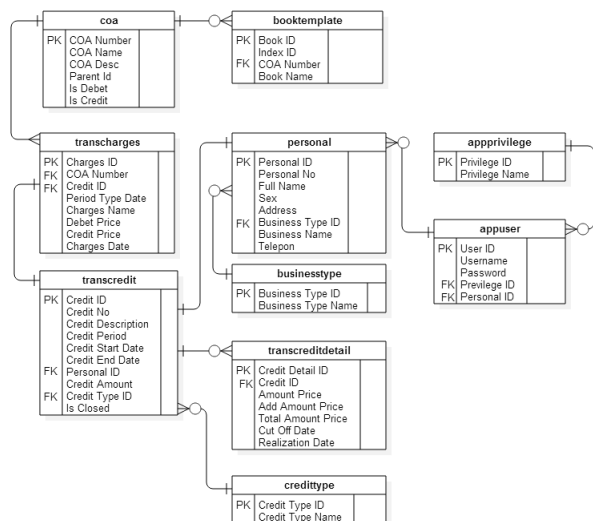 coa
PK COA Number
COA Name
COA Desc
Parent Id
Is Debet
Is Credit
booktemplate
PK Book ID
Index ID
FK COA Number
Book Name
transcharges
PK Charges ID
FK COA Number
FK Credit ID
Period Type Date
Charges Name
Debet Price
Credit Price
Charges Date
personal
PK Personal ID
Personal No
Full Name
Sex
Address
FK Business Type ID
Business Name
Telepon
appprivilege
PK Privilege ID
Privilege Name
appuser
PK User ID
Username
Password
FK Previlege ID
FK Personal ID
businesstype
PK Business Type ID
Business Type Name
transcredit
PK Credit ID
Credit No
Credit Description
Credit Period
Credit Start Date
Credit End Date
FK Personal ID
Credit Amount
FK Credit Type ID
Is Closed
transcreditdetail
PK Credit Detail ID
FK Credit ID
Amount Price
Add Amount Price
Total Amount Price
Cut Off Date
Realization Date
credittype
PK Credit Type ID
Credit Type Name